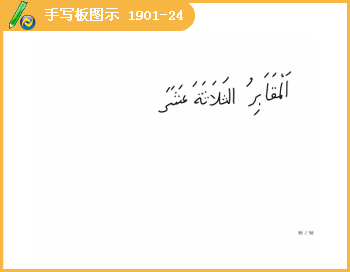 手写板图示 1901-24
اَلْمَقَابِرُ الثَلَاثَةَ عَشَرَ